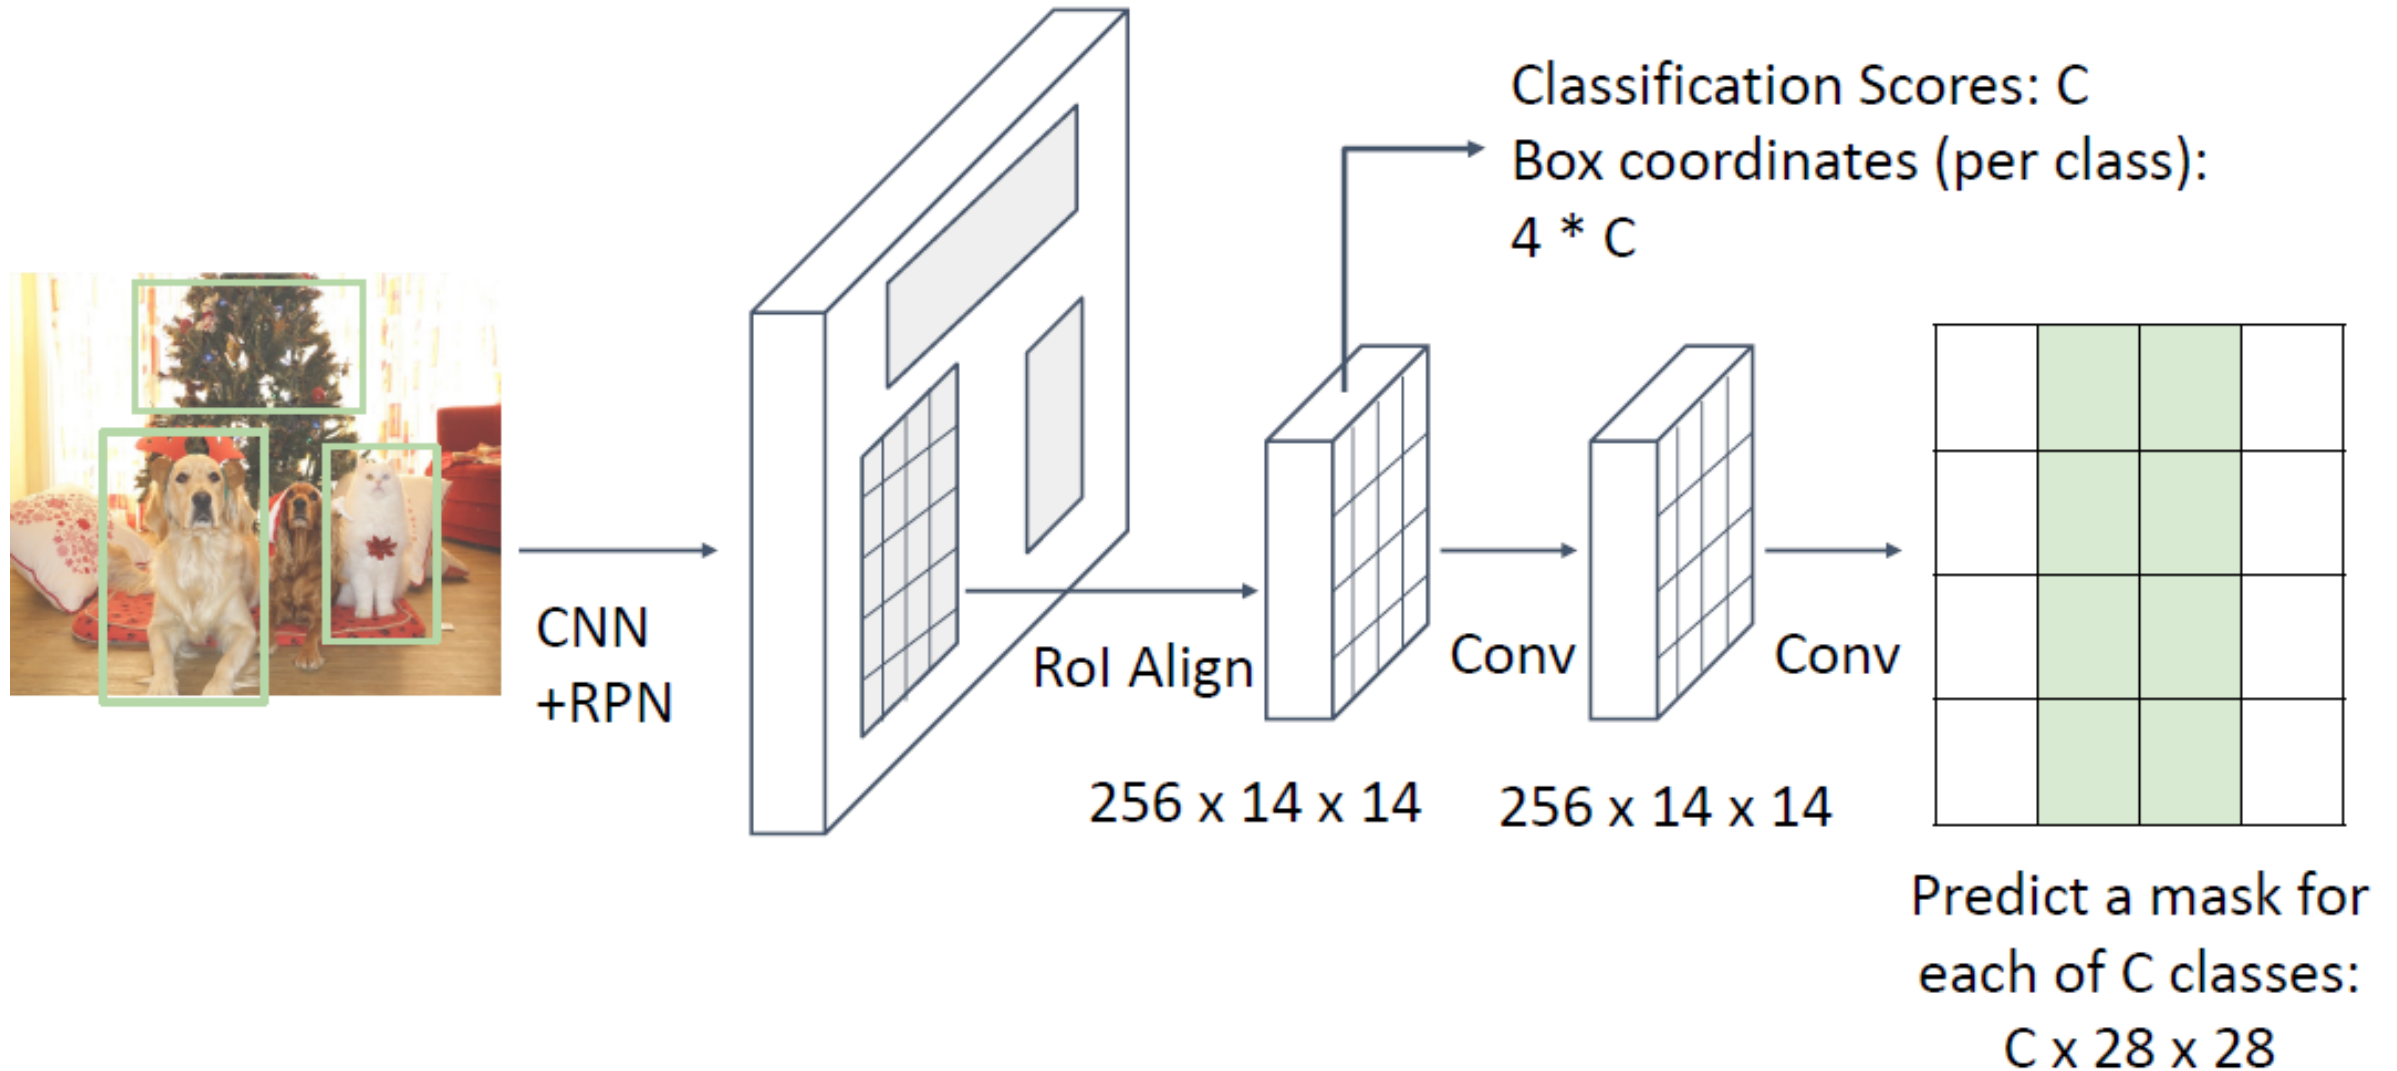 Classification Scores: C
Box coordinates (per class):
4 * C
CNN
+RPN
RoI Align
Conv
Conv
256 x 14 x 14
256 x 14 x 14
Predict a mask for
each of C classes:
C x 28 x 28